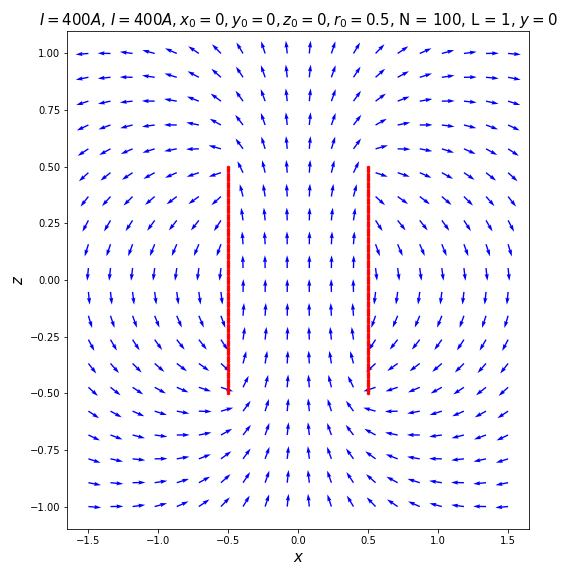 I = 400A, I = 400A, x₀ = 0, y₀ = 0, z₀ = 0, r₀ = 0.5, N = 100, L = 1, y = 0
1.00
0.75
0.50
0.25
0.00
−0.25
−0.50
−0.75
−1.00
z
−1.5 −1.0 −0.5 0.0 0.5 1.0 1.5
x